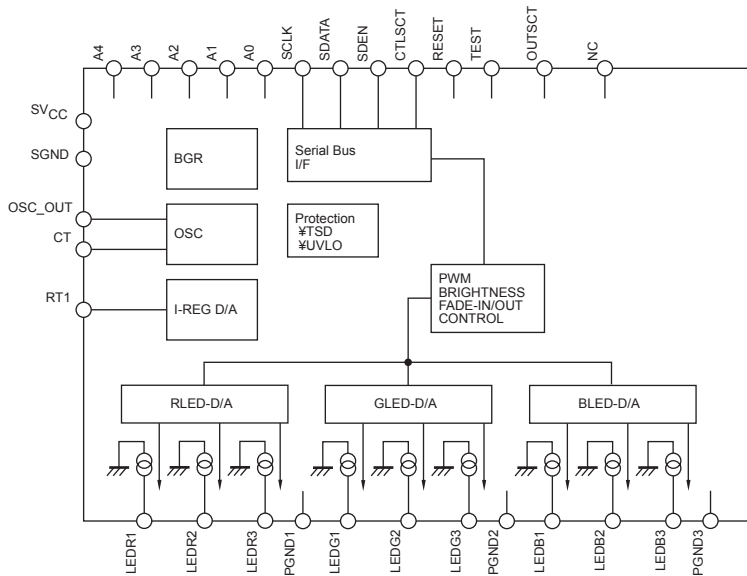 A4
A3
A2
A1
A0
SCLK
SDATA
SDEN
CTLSCT
RESET
TEST
OUTSCT
NC
SVCC
SGND
OSC_OUT
CT
RT1
BGR
Serial Bus
I/F
OSC
Protection
¥TSD
¥UVLO
I-REG D/A
PWM
BRIGHTNESS
FADE-IN/OUT
CONTROL
RLED-D/A
GLED-D/A
BLED-D/A
LEDR1
LEDR2
LEDR3
PGND1
LEDG1
LEDG2
LEDG3
PGND2
LEDB1
LEDB2
LEDB3
PGND3